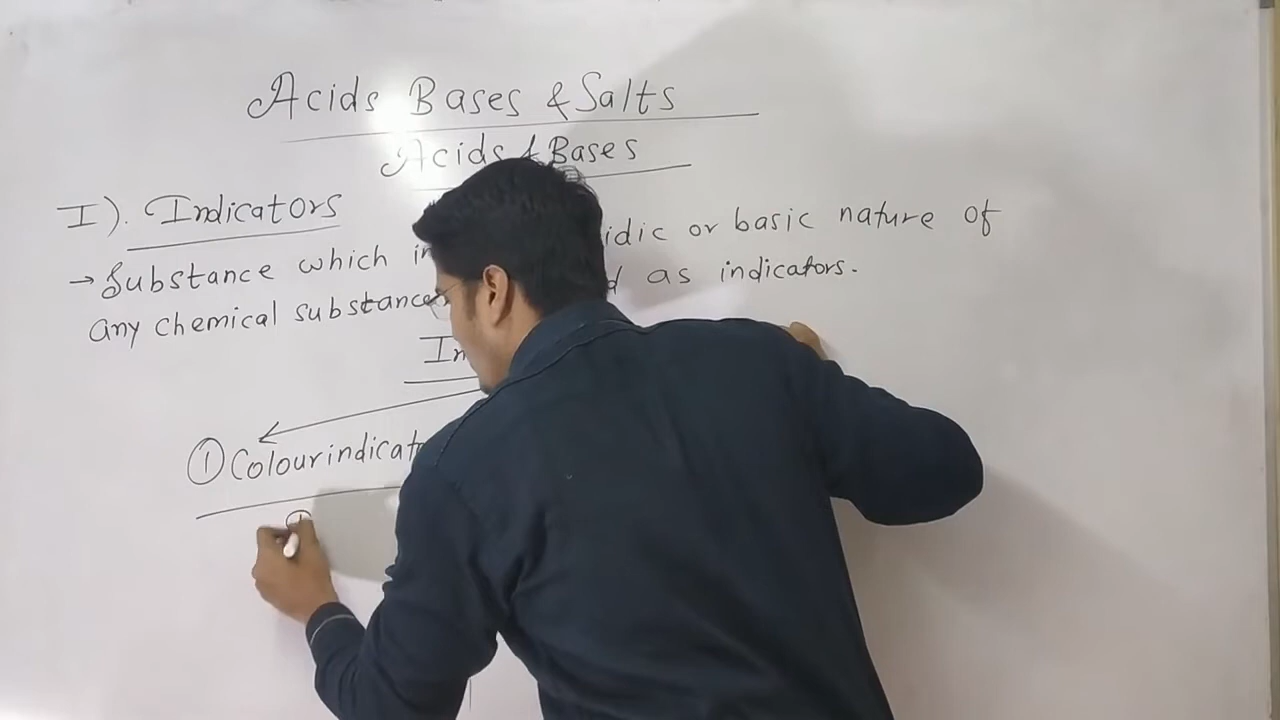 Acids Bases & Salts
Acids & Bases
I). Indicators
→ Substance which in idic or basic nature of
any chemical substance d as indicators.
In
① Colour indicat
①